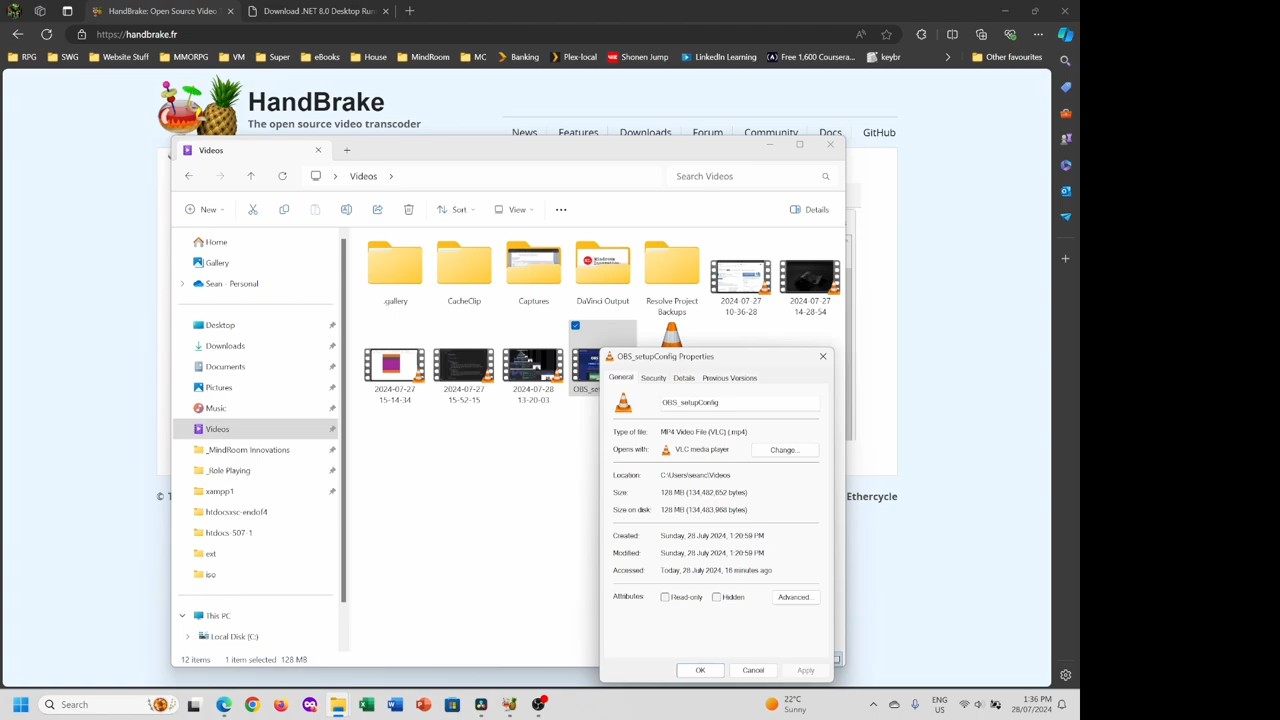 HandBrake: Open Source Video T
Download .NET 8.0 Desktop Run
https://handbrake.fr
RPG
SWG
Website Stuff
MMORPG
VM
Super
eBooks
House
MindRoom
MC
Banking
Plex-local
Shonen Jump
LinkedIn Learning
Free 1,600 Coursera...
keybr
Other favourites
HandBrake
The open source video transcoder
News Features Downloads Forum Community Docs GitHub
Videos
Videos
Search Videos
New
Sort
View
Details
Home
Gallery
Sean - Personal
Desktop
Downloads
Documents
Pictures
Music
Videos
_MindRoom Innovations
_Role Playing
xampp1
htdocsxsc-endof4
htdocs-507-1
ext
iso
This PC
Local Disk (C:)
.gallery
CacheClip
Captures
DaVinci Output
Resolve Project
Backups
2024-07-27
10-36-28
2024-07-27
14-28-54
2024-07-27
15-14-34
2024-07-27
15-52-15
2024-07-28
13-20-03
OBS_se
OBS_setupConfig Properties
General Security Details Previous Versions
OBS_setupConfig
Type of file: MP4 Video File (VLC) (.mp4)
Opens with: VLC media player Change...
Location: C:\Users\seanc\Videos
Size: 128 MB (134,482,652 bytes)
Size on disk: 128 MB (134,483,968 bytes)
Created: Sunday, 28 July 2024, 1:20:59 PM
Modified: Sunday, 28 July 2024, 1:20:59 PM
Accessed: Today, 28 July 2024, 16 minutes ago
Attributes: Read-only Hidden Advanced...
OK Cancel Apply
© T
Ethercycle
12 items 1 item selected 128 MB
Search
22°C
Sunny
ENG
US
1:36 PM
28/07/2024